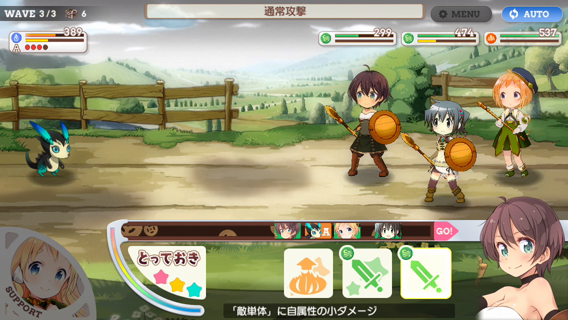 WAVE 3/3 6
通常攻撃
MENU
AUTO
389
A
299
474
537
A
GO!
とっておき
SUPPORT
「敵単体」に自属性の小ダメージ